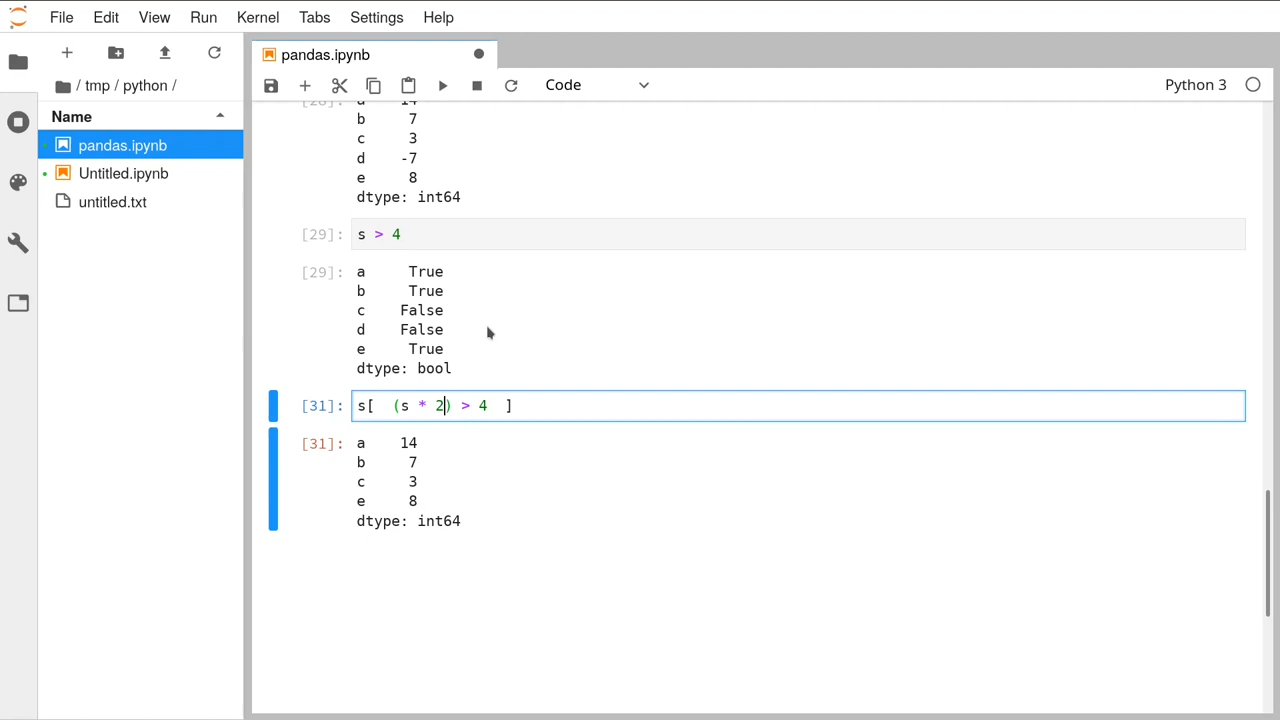 File Edit View Run Kernel Tabs Settings Help
pandas.ipynb
Code
Python 3
/ tmp / python /
Name
pandas.ipynb
Untitled.ipynb
untitled.txt
[28]: a 14
b 7
c 3
d -7
e 8
dtype: int64
[29]: s > 4
[29]: a True
b True
c False
d False
e True
dtype: bool
[31]: s[ (s * 2) > 4 ]
[31]: a 14
b 7
c 3
e 8
dtype: int64